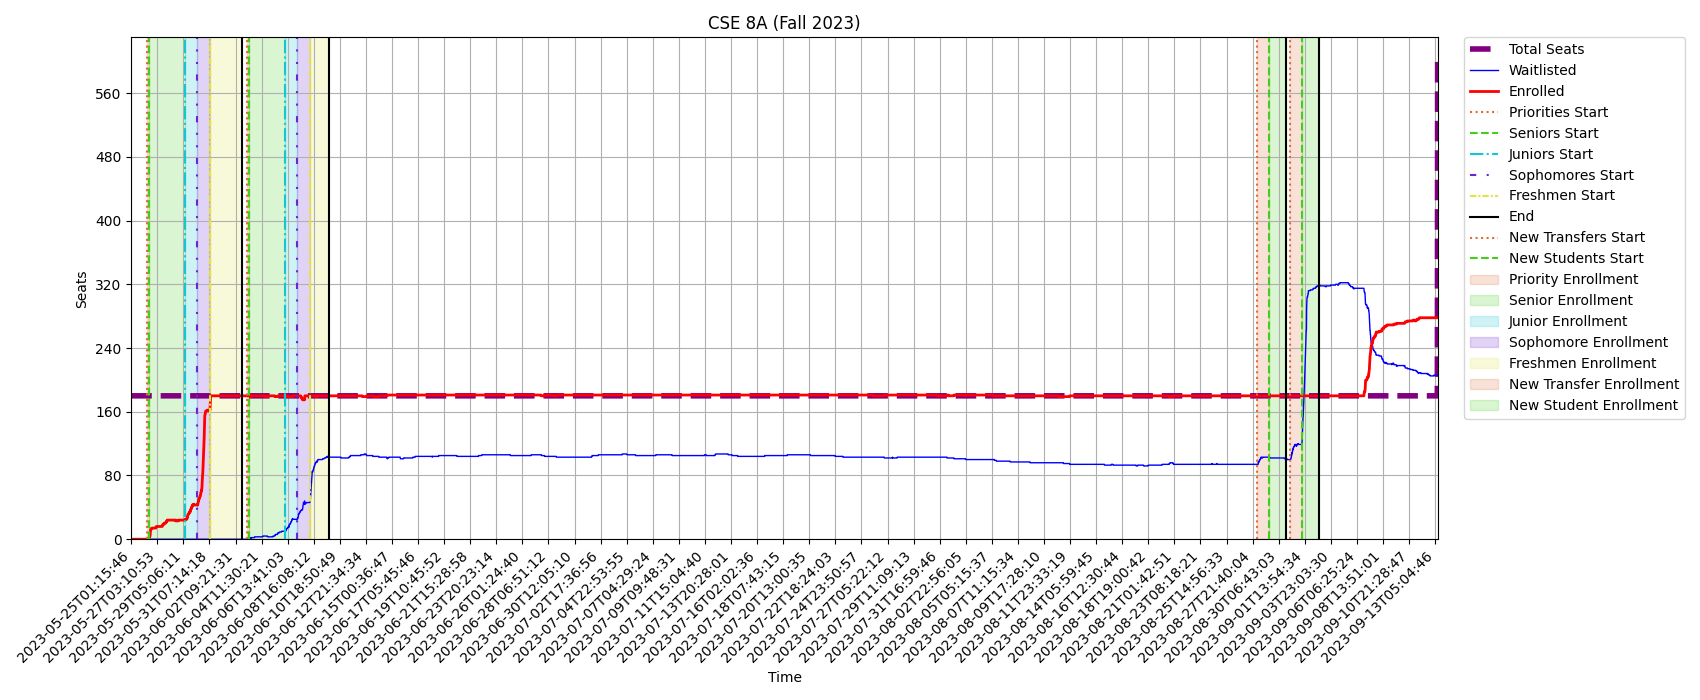 CSE 8A (Fall 2023)
Seats
560
480
400
320
240
160
80
0
2023-05-25T01:15:46
2023-05-27T03:10:53
2023-05-29T05:06:11
2023-05-31T07:14:18
2023-06-02T09:21:31
2023-06-04T11:30:21
2023-06-06T13:41:03
2023-06-08T16:08:12
2023-06-10T18:50:49
2023-06-12T21:34:34
2023-06-15T00:36:47
2023-06-17T05:45:46
2023-06-19T10:45:52
2023-06-21T15:28:58
2023-06-23T20:23:14
2023-06-26T01:24:40
2023-06-28T06:51:12
2023-06-30T12:05:10
2023-07-02T17:36:56
2023-07-04T22:53:55
2023-07-07T04:29:24
2023-07-09T09:48:31
2023-07-11T15:04:40
2023-07-13T20:28:01
2023-07-16T02:02:36
2023-07-18T07:43:15
2023-07-20T13:00:35
2023-07-22T18:24:03
2023-07-24T23:50:57
2023-07-27T05:22:12
2023-07-29T11:09:13
2023-07-31T16:59:46
2023-08-02T22:56:05
2023-08-05T05:15:37
2023-08-07T11:15:34
2023-08-09T17:28:10
2023-08-11T23:33:19
2023-08-14T05:59:45
2023-08-16T12:30:44
2023-08-18T19:00:42
2023-08-21T01:42:51
2023-08-23T08:18:21
2023-08-25T14:56:33
2023-08-27T21:40:04
2023-08-30T06:43:03
2023-09-01T13:54:34
2023-09-03T23:03:30
2023-09-06T06:25:24
2023-09-08T13:51:01
2023-09-10T21:28:47
2023-09-13T05:04:46
Time
Total Seats
Waitlisted
Enrolled
Priorities Start
Seniors Start
Juniors Start
Sophomores Start
Freshmen Start
End
New Transfers Start
New Students Start
Priority Enrollment
Senior Enrollment
Junior Enrollment
Sophomore Enrollment
Freshmen Enrollment
New Transfer Enrollment
New Student Enrollment